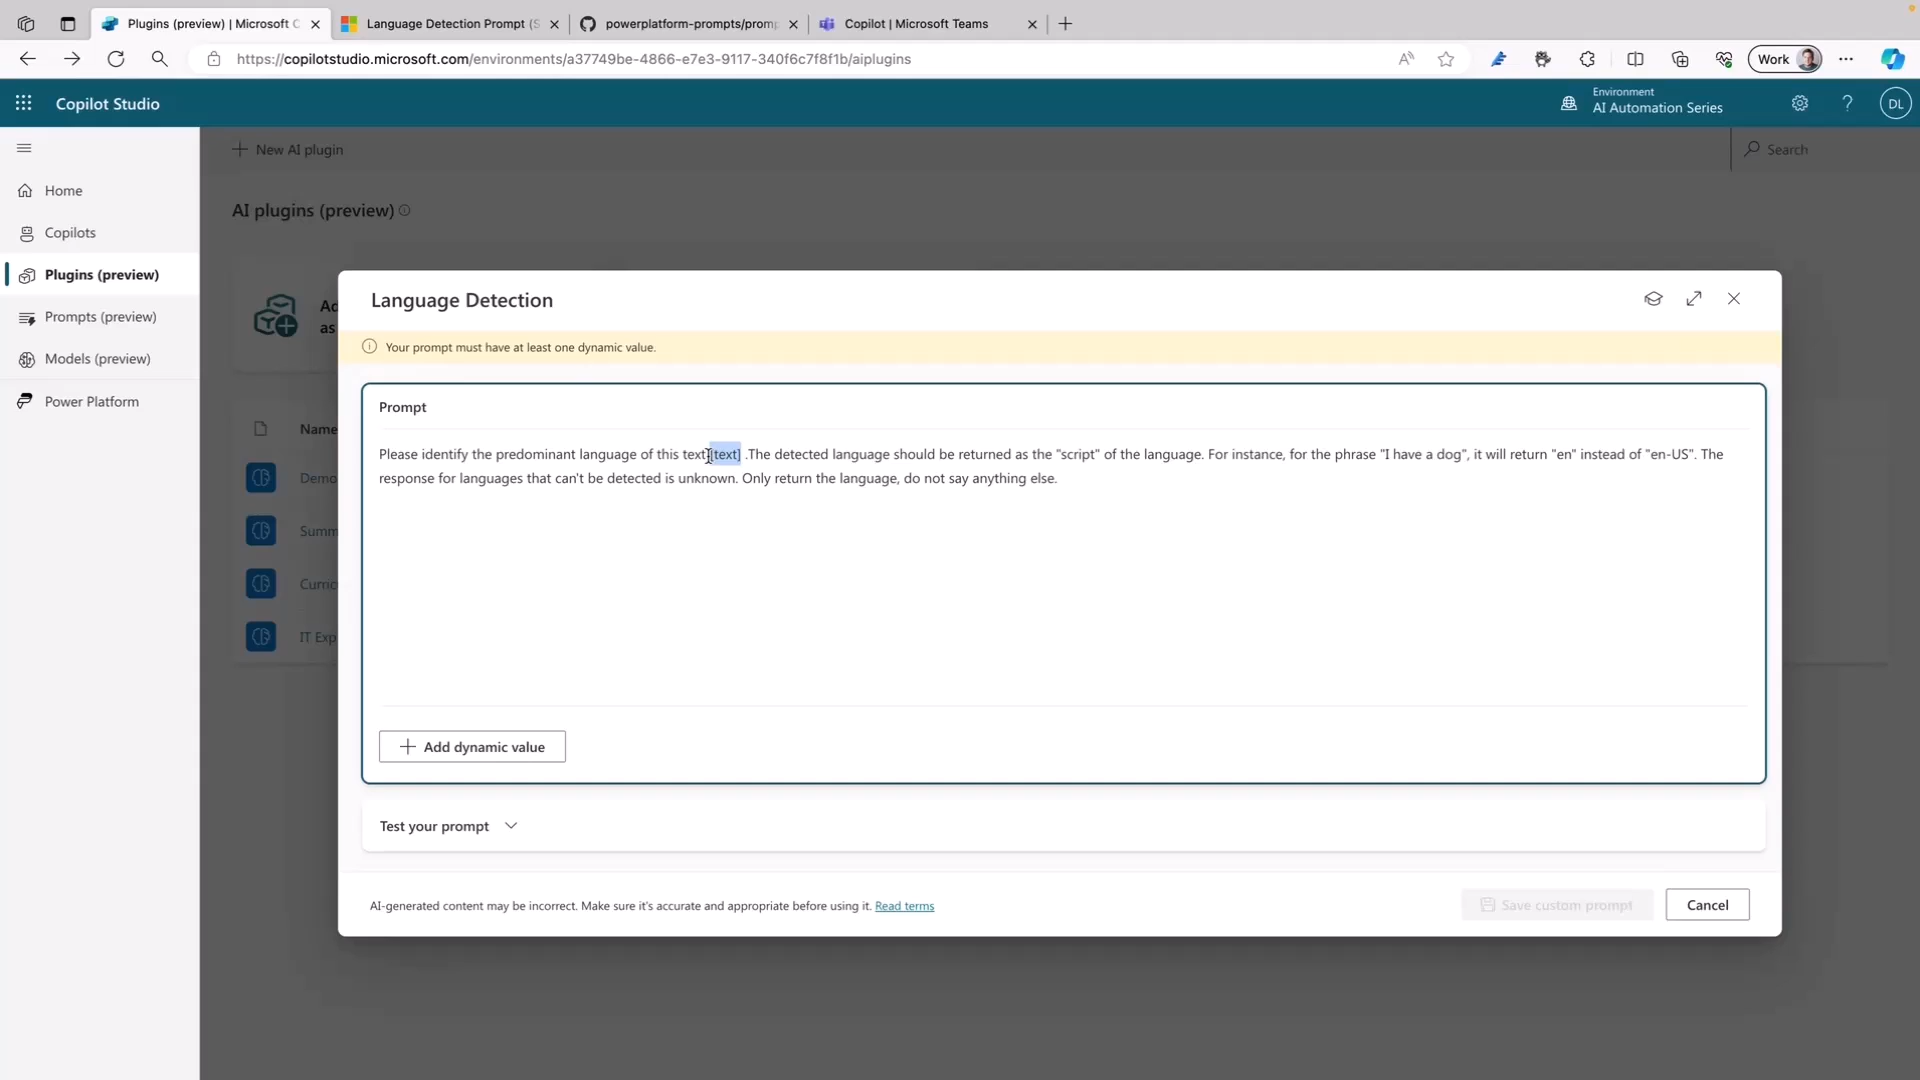 Plugins (preview) | Microsoft C
Language Detection Prompt (S
powerplatform-prompts/promp
Copilot | Microsoft Teams
https://copilotstudio.microsoft.com/environments/a37749be-4866-e7e3-9117-340f6c7f8f1b/aiplugins
Work
Copilot Studio
Environment
AI Automation Series
DL
New AI plugin
Search
Home
Copilots
Plugins (preview)
Prompts (preview)
Models (preview)
Power Platform
AI plugins (preview)
Ad
as
Name
Demo
Summ
Curric
IT Exp
Language Detection
Your prompt must have at least one dynamic value.
Prompt
Please identify the predominant language of this text [text] .The detected language should be returned as the "script" of the language. For instance, for the phrase "I have a dog", it will return "en" instead of "en-US". The
response for languages that can't be detected is unknown. Only return the language, do not say anything else.
Add dynamic value
Test your prompt
AI-generated content may be incorrect. Make sure it's accurate and appropriate before using it. Read terms
Save custom prompt
Cancel